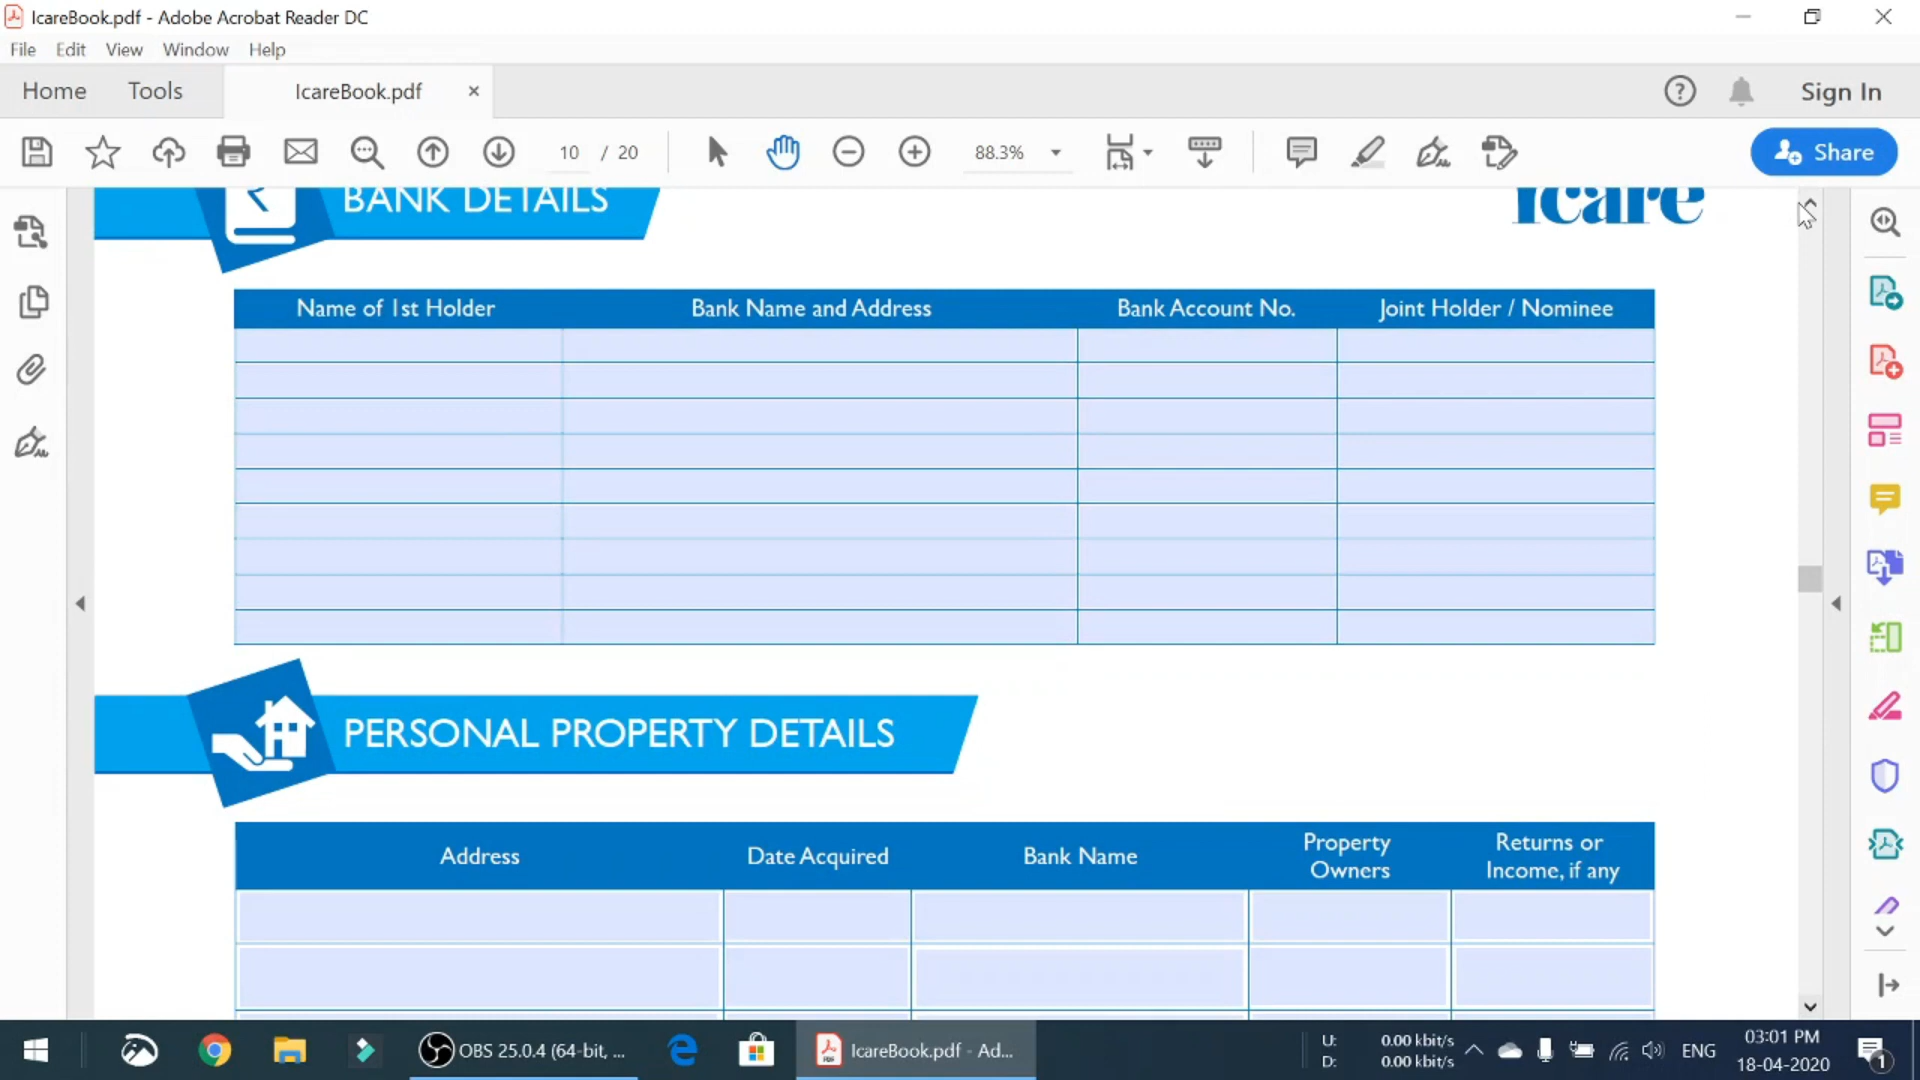 IcareBook.pdf - Adobe Acrobat Reader DC
File Edit View Window Help
Home Tools IcareBook.pdf × Sign In
10 / 20 88.3% Share
₹ BANK DETAILS icare
Name of 1st Holder Bank Name and Address Bank Account No. Joint Holder / Nominee
PERSONAL PROPERTY DETAILS
Address Date Acquired Bank Name Property Owners Returns or Income, if any
OBS 25.0.4 (64-bit, ... IcareBook.pdf - Ad... U: 0.00 kbit/s ENG 03:01 PM
D: 0.00 kbit/s 18-04-2020 1